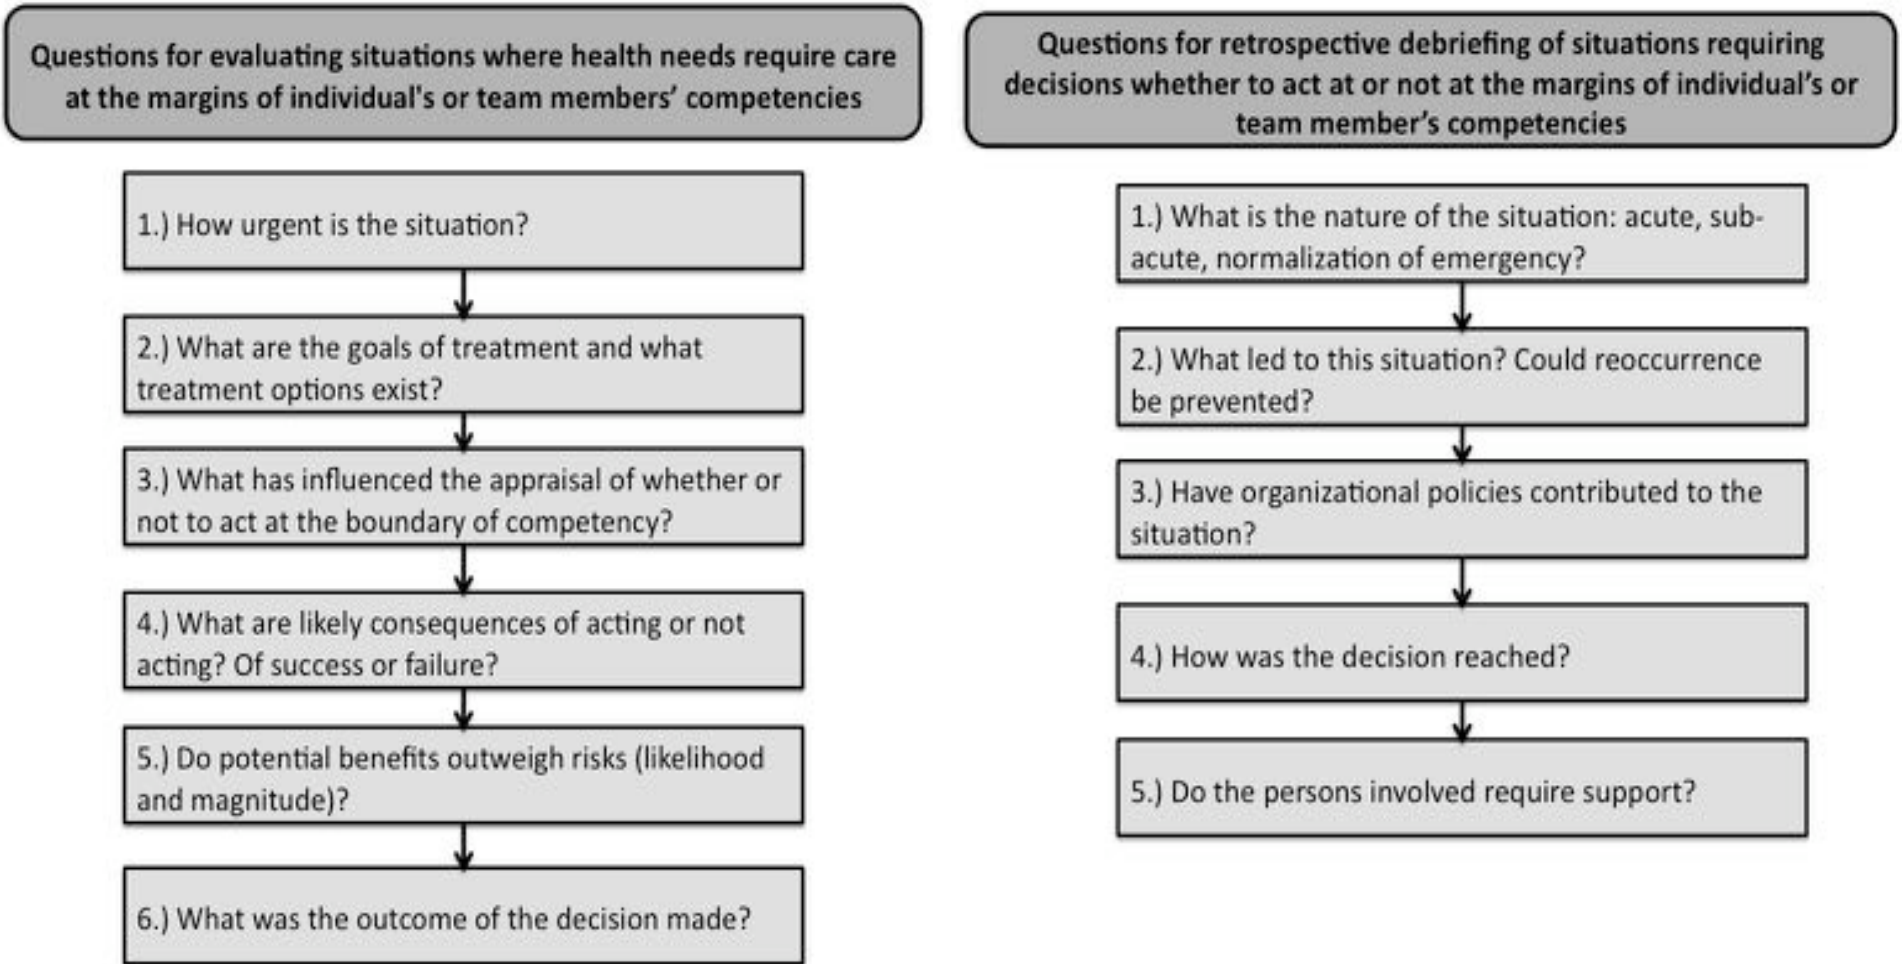 Questions for evaluating situations where health needs require care
at the margins of individual's or team members’ competencies
1.) How urgent is the situation?
2.) What are the goals of treatment and what
treatment options exist?
3.) What has influenced the appraisal of whether or
not to act at the boundary of competency?
4.) What are likely consequences of acting or not
acting? Of success or failure?
5.) Do potential benefits outweigh risks (likelihood
and magnitude)?
6.) What was the outcome of the decision made?
Questions for retrospective debriefing of situations requiring
decisions whether to act at or not at the margins of individual’s or
team member’s competencies
1.) What is the nature of the situation: acute, sub-
acute, normalization of emergency?
2.) What led to this situation? Could reoccurrence
be prevented?
3.) Have organizational policies contributed to the
situation?
4.) How was the decision reached?
5.) Do the persons involved require support?